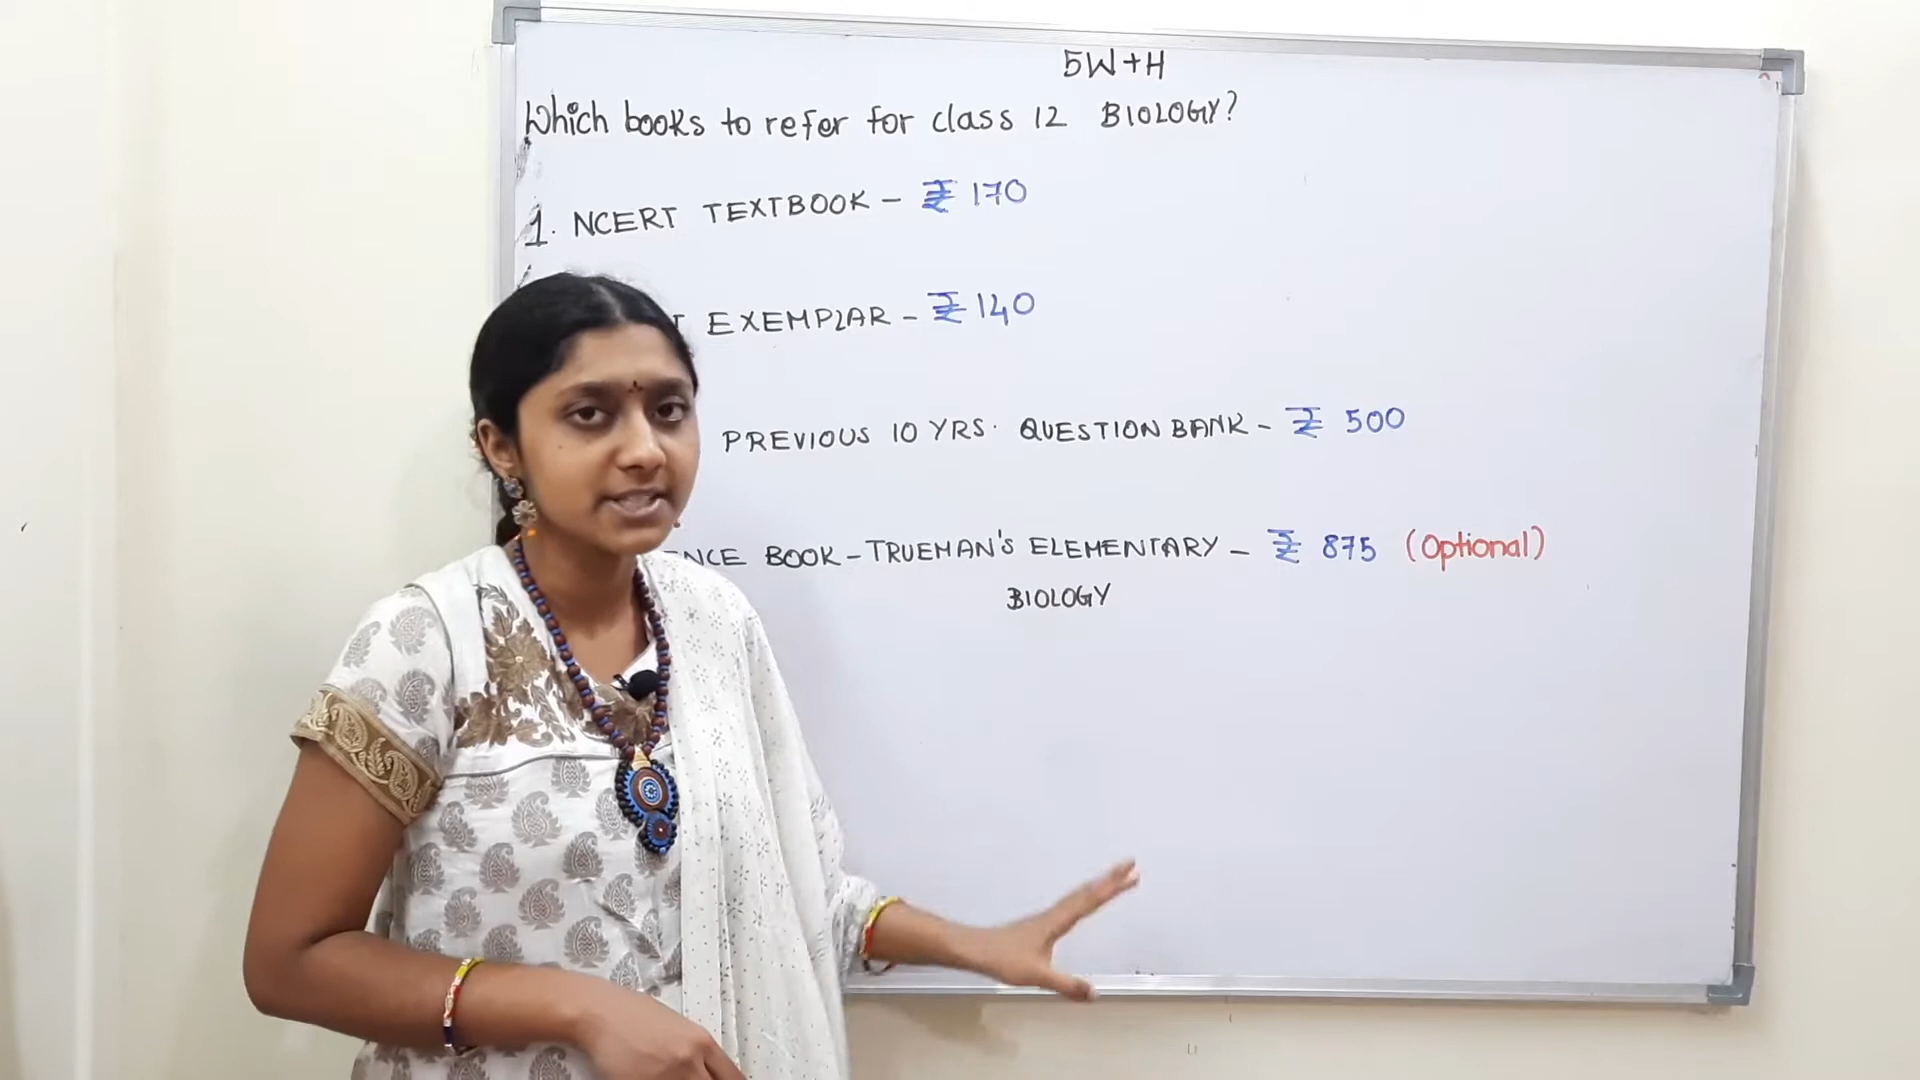 5W+H
Which books to refer for class 12 BIOLOGY?
1. NCERT TEXTBOOK - ₹ 170
EXEMPLAR - ₹ 140
PREVIOUS 10 YRS. QUESTION BANK - ₹ 500
BOOK - TRUEMAN'S ELEMENTARY - ₹ 875 (Optional)
BIOLOGY